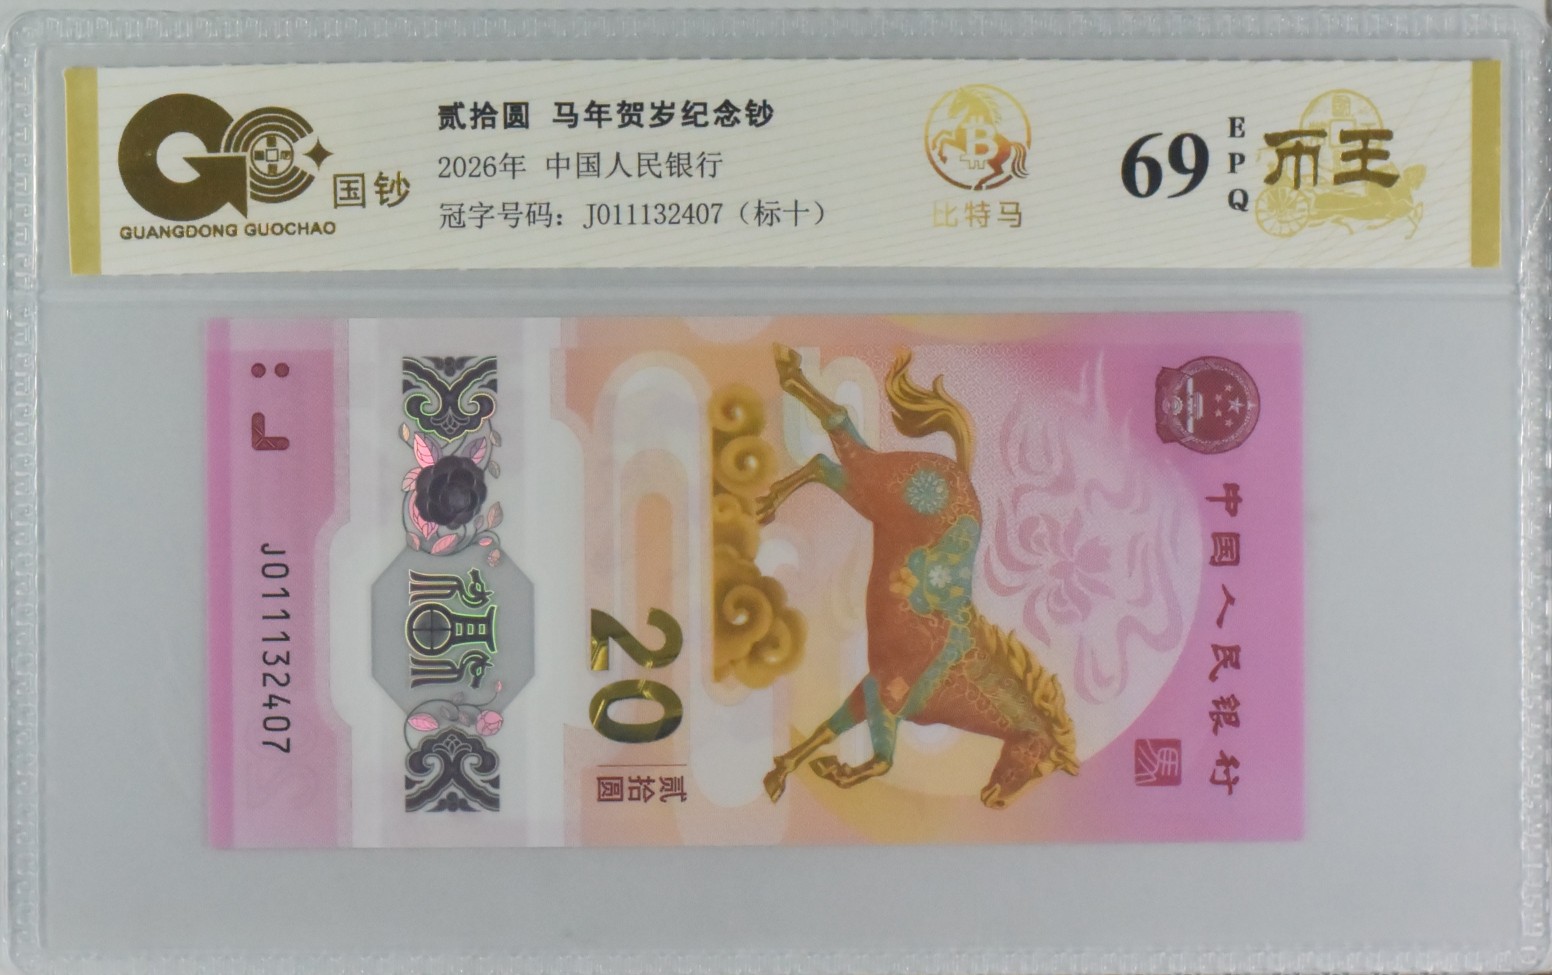 国钞
GUANGDONG GUOCHAO
贰拾圆 马年贺岁纪念钞
2026年 中国人民银行
冠字号码：J011132407（标十）
B
比特马
69
EPQ
币王
中国人民银行
馬
20
贰拾圆
J011132407